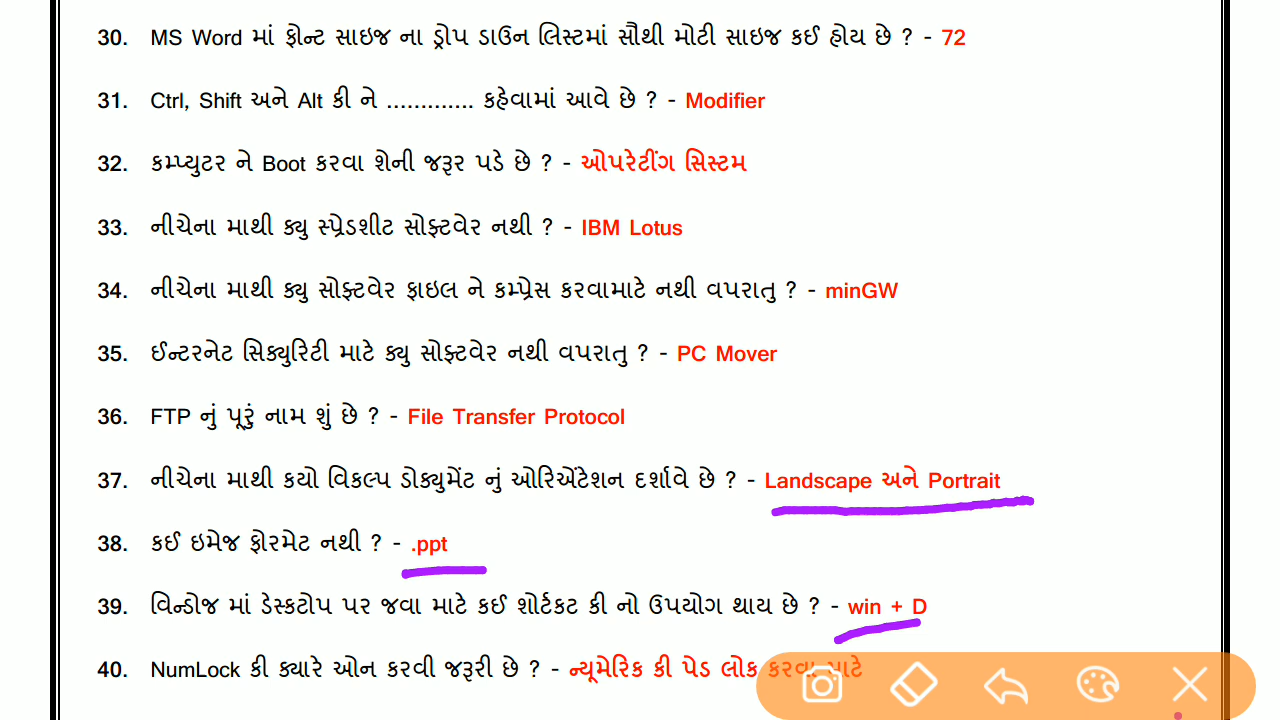 30. MS Word માં ફોન્ટ સાઇજ ના ડ્રોપ ડાઉન લિસ્ટમાં સૌથી મોટી સાઇજ કઈ હોય છે ? - 72
31. Ctrl, Shift અને Alt કી ને ............. કહેવામાં આવે છે ? - Modifier
32. કમ્પ્યુટર ને Boot કરવા શેની જરૂર પડે છે ? - ઓપરેટીંગ સિસ્ટમ
33. નીચેના માથી ક્યુ સ્પ્રેડશીટ સોફ્ટવેર નથી ? - IBM Lotus
34. નીચેના માથી ક્યુ સોફ્ટવેર ફાઇલ ને કમ્પ્રેસ કરવામાટે નથી વપરાતુ ? - minGW
35. ઈન્ટરનેટ સિક્યુરિટી માટે ક્યુ સોફ્ટવેર નથી વપરાતુ ? - PC Mover
36. FTP નું પૂરું નામ શું છે ? - File Transfer Protocol
37. નીચેના માથી કયો વિકલ્પ ડોક્યુમેંટ નું ઓરિએંટેશન દર્શાવે છે ? - Landscape અને Portrait
38. કઈ ઇમેજ ફોરમેટ નથી ? - .ppt
39. વિન્ડોજ માં ડેસ્કટોપ પર જવા માટે કઈ શોર્ટકટ કી નો ઉપયોગ થાય છે ? - win + D
40. NumLock કી ક્યારે ઓન કરવી જરૂરી છે ? - ન્યૂમેરિક કી પેડ લોક કરવા માટે